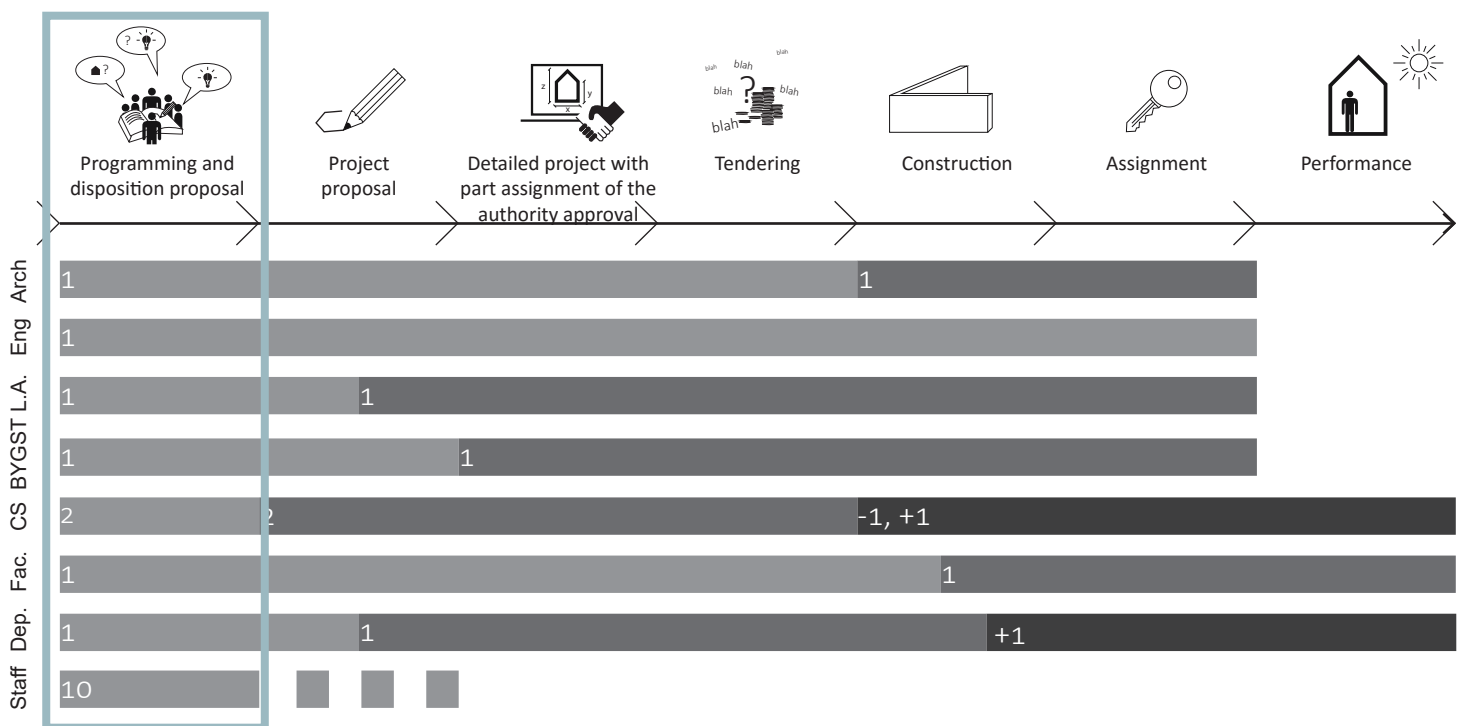 blah
? -
blah
blah
?
z
y
?
blah
blah
x
blah
Programming and
disposition proposal
Project
proposal
Detailed project with
part assignment of the
authority approval
Tendering
Construction
Assignment
Performance
Arch
1
1
Eng
1
L.A.
1
1
BYGST
1
1
CS
2
2
-1, +1
Fac.
1
1
Dep.
1
1
+1
Staff
10